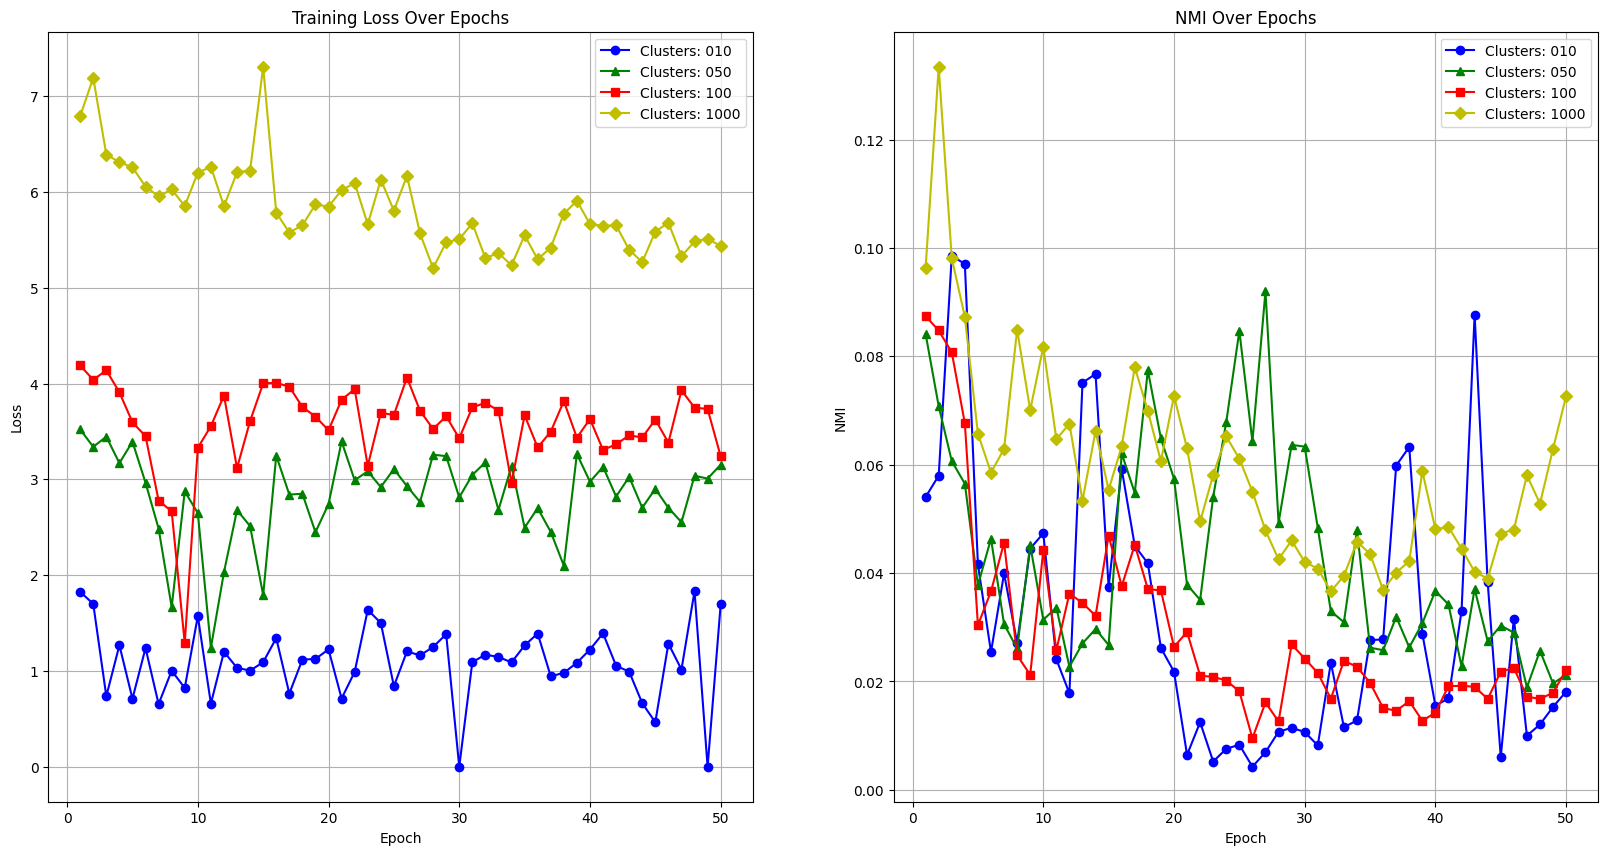 Training Loss Over Epochs
Clusters: 010
Clusters: 050
Clusters: 100
Clusters: 1000
7
6
5
4
3
2
1
0
Loss
0 10 20 30 40 50
Epoch
NMI Over Epochs
Clusters: 010
Clusters: 050
Clusters: 100
Clusters: 1000
0.12
0.10
0.08
0.06
0.04
0.02
0.00
NMI
0 10 20 30 40 50
Epoch